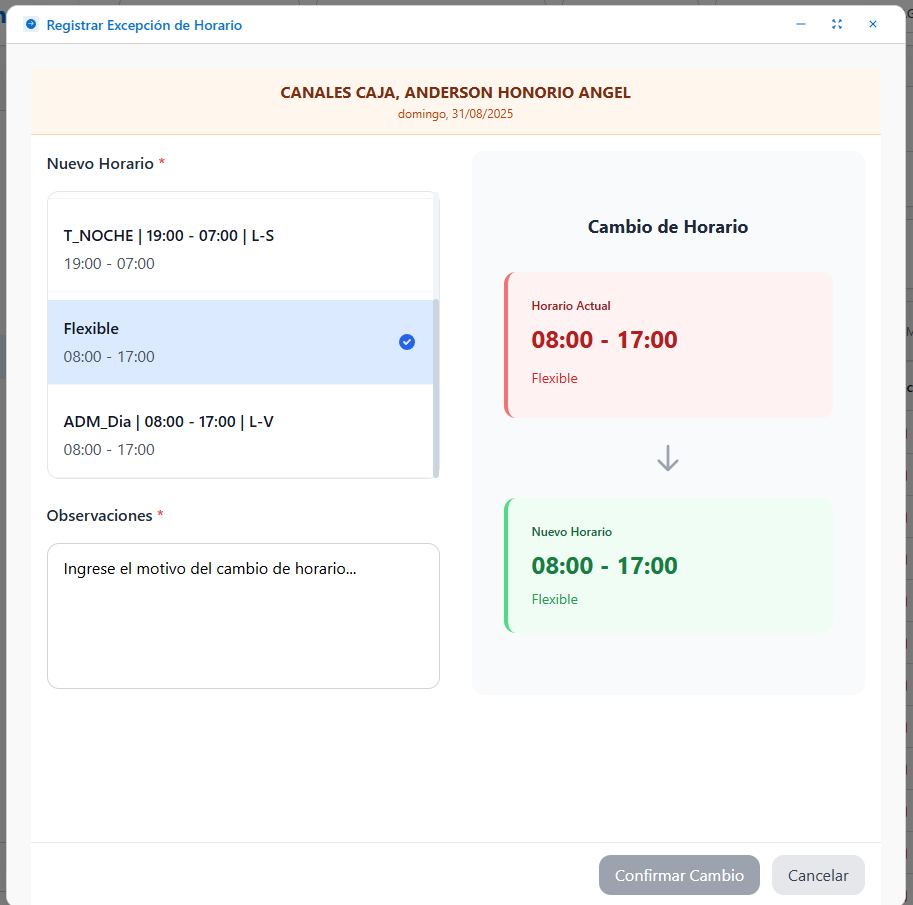 Registrar Excepción de Horario
CANALES CAJA, ANDERSON HONORIO ANGEL
domingo, 31/08/2025
Nuevo Horario *
T_NOCHE | 19:00 - 07:00 | L-S
19:00 - 07:00
Flexible
08:00 - 17:00
ADM_Dia | 08:00 - 17:00 | L-V
08:00 - 17:00
Observaciones *
Ingrese el motivo del cambio de horario...
Cambio de Horario
Horario Actual
08:00 - 17:00
Flexible
Nuevo Horario
08:00 - 17:00
Flexible
Confirmar Cambio
Cancelar